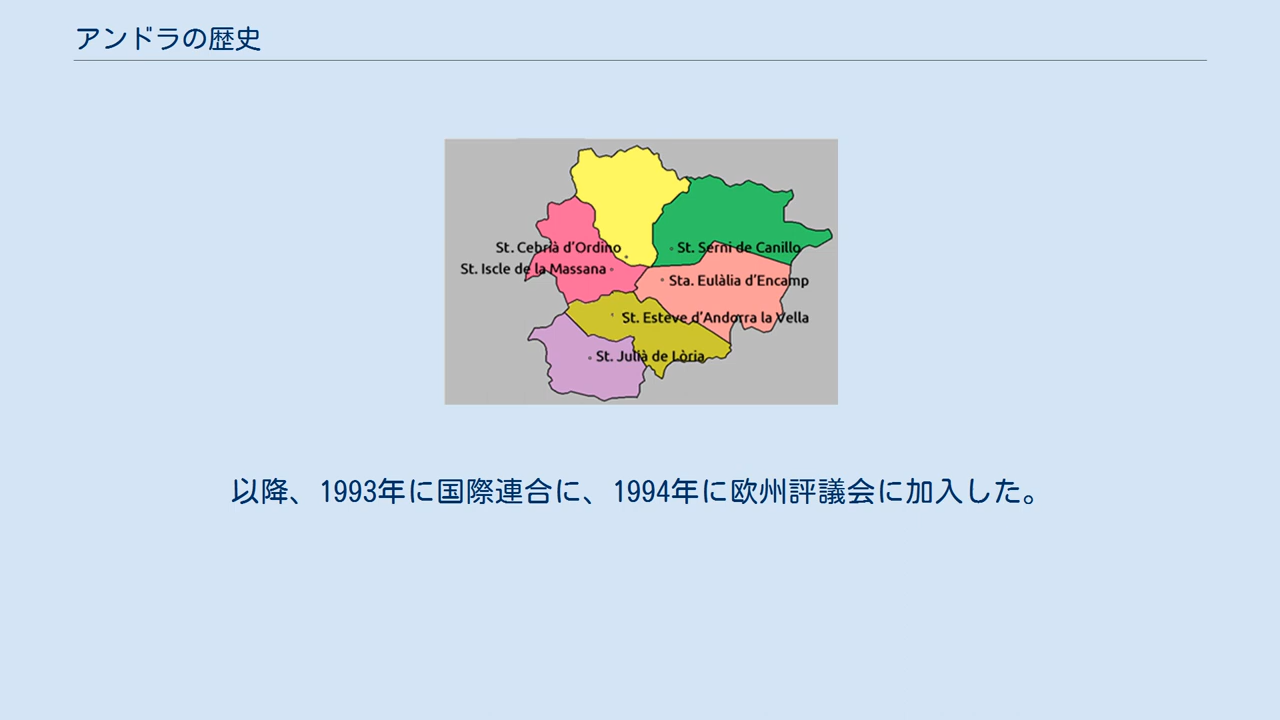 アンドラの歴史
St. Cebrià d'Ordino
St. Serni de Canillo
St. Iscle de la Massana
Sta. Eulàlia d'Encamp
St. Esteve d'Andorra la Vella
St. Julià de Lòria
以降、1993年に国際連合に、1994年に欧州評議会に加入した。